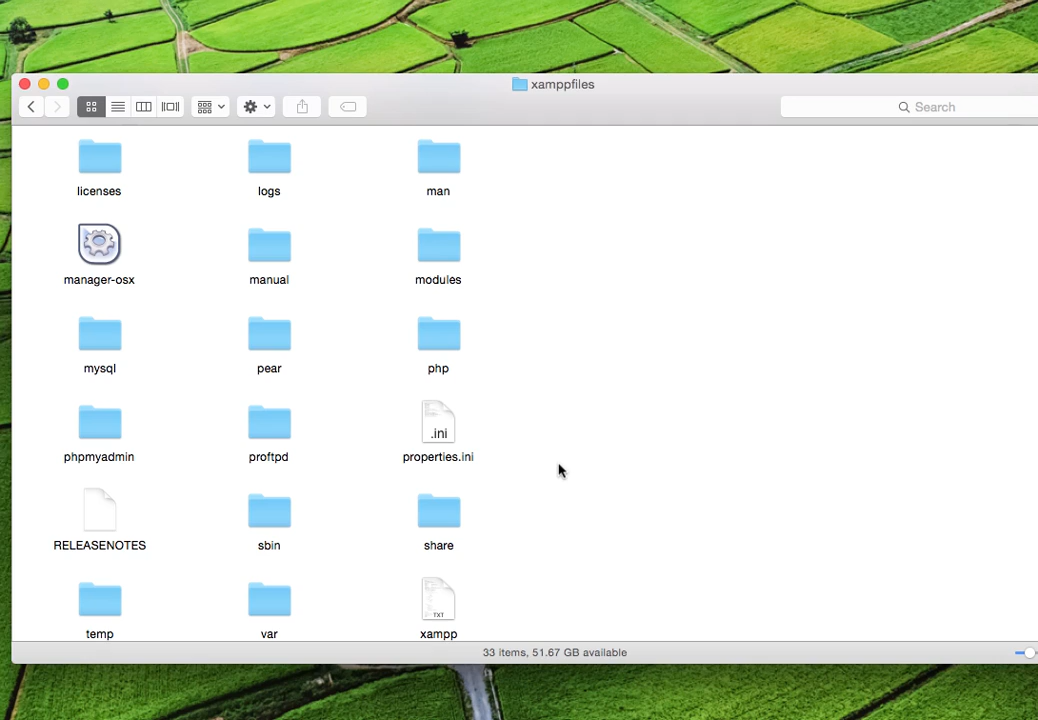 xamppfiles
Search
licenses
logs
man
manager-osx
manual
modules
mysql
pear
php
.ini
phpmyadmin
proftpd
properties.ini
RELEASENOTES
sbin
share
TXT
temp
var
xampp
33 items, 51.67 GB available